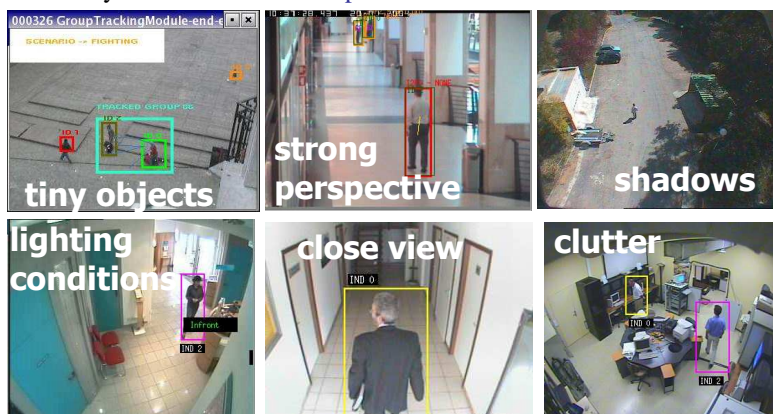 000326 GroupTrackingModule-end-e
SCENARIO -> FIGHTING
TRACKED GROUP
tiny objects
strong
perspective
shadows
lighting
conditions
Infront
IND 2
close view
IND 0
clutter
IND 0
IND 2